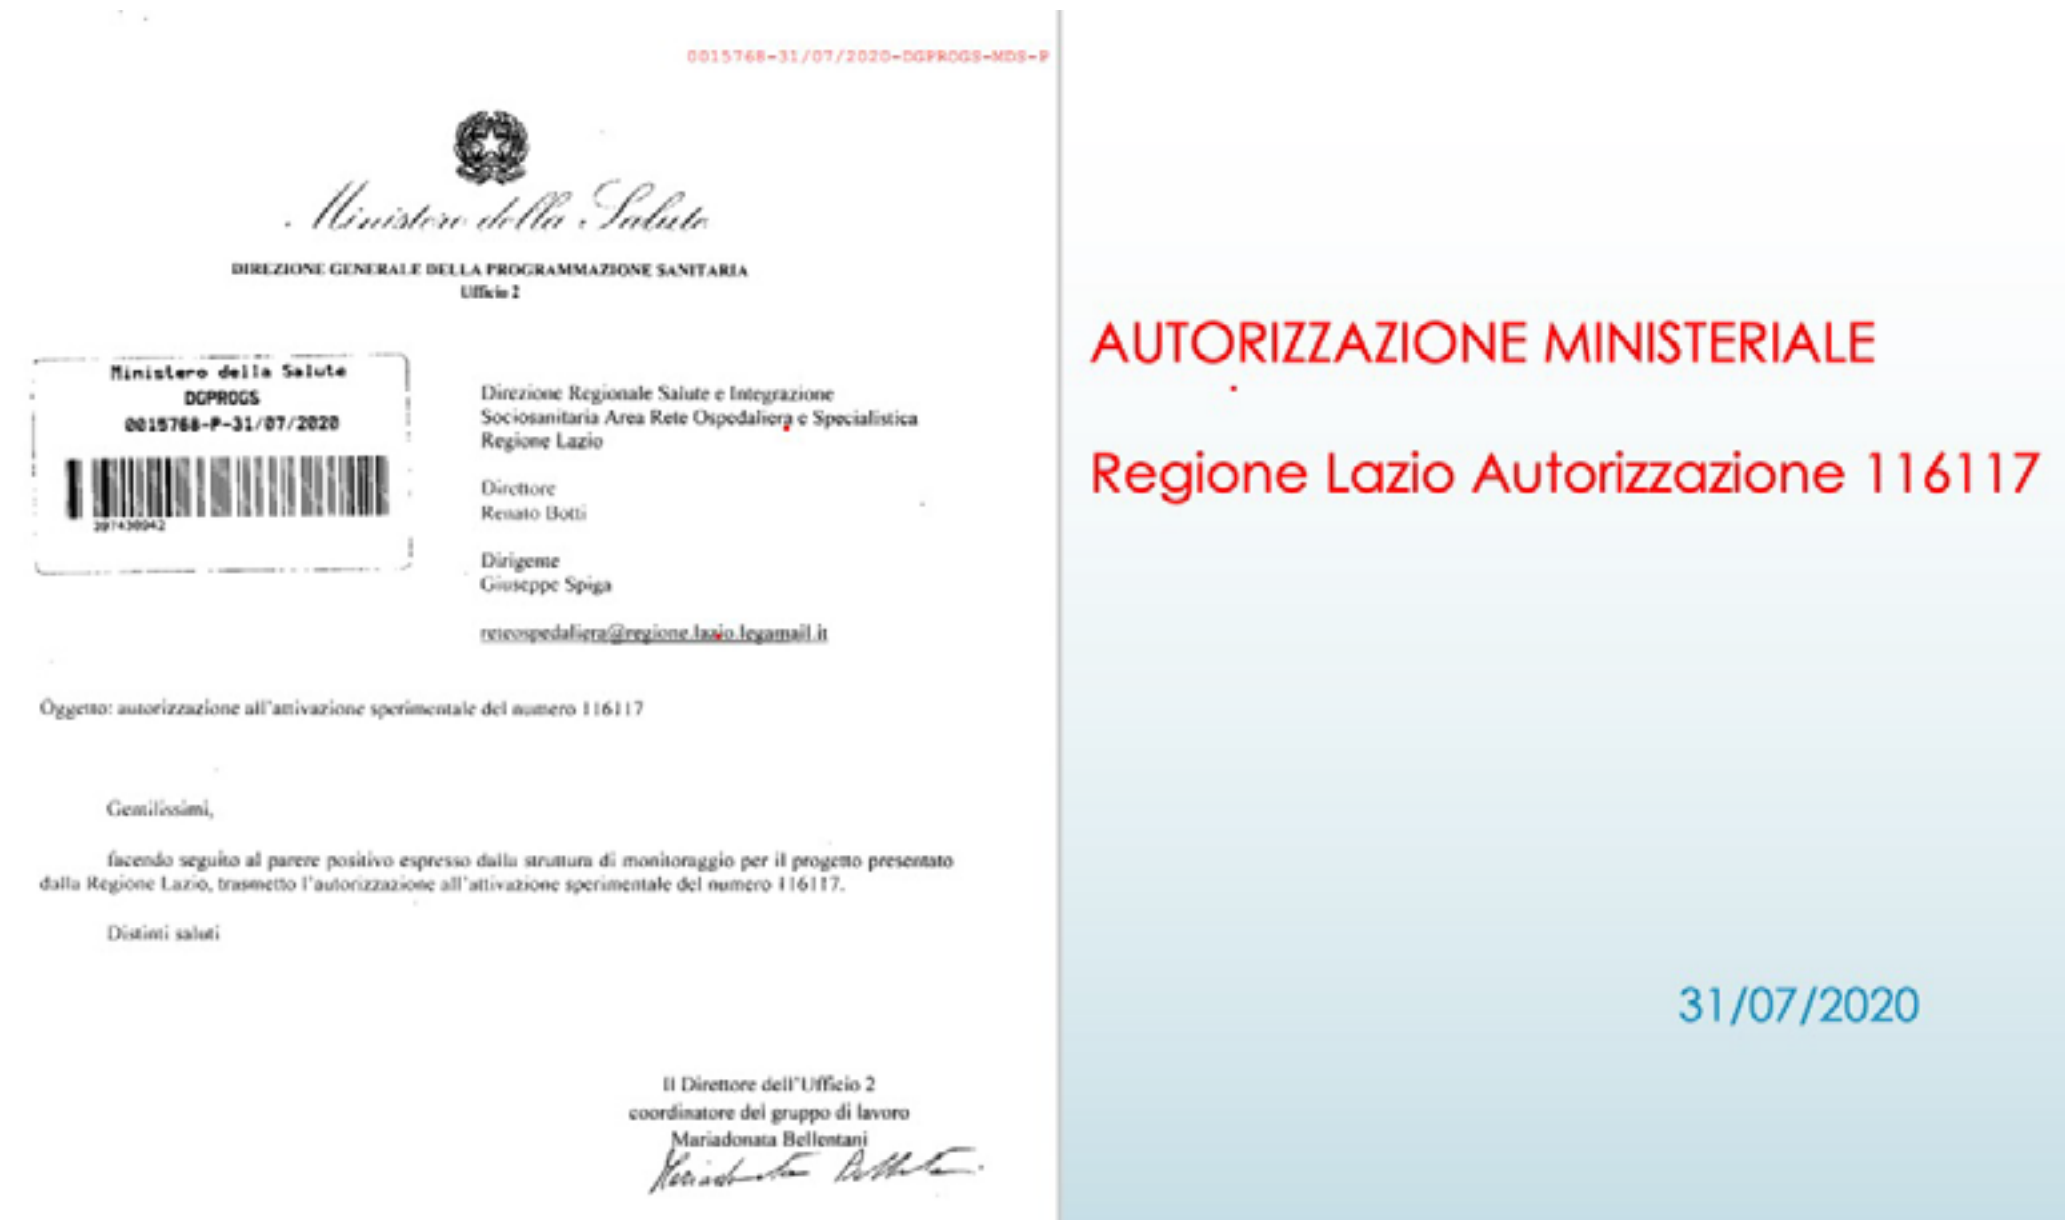 0015768-31/07/2020-DGPROGS-MDS-P
Ministero della Salute
DIREZIONE GENERALE DELLA PROGRAMMAZIONE SANITARIA
Ufficio 2
Ministero della Salute
DGPROGS
0015768-P-31/07/2020
397430942
Direzione Regionale Salute e Integrazione
Sociosanitaria Area Rete Ospedaliera e Specialistica
Regione Lazio
Direttore
Renato Botti
Dirigente
Giuseppe Spiga
reteospedaliera@regione.lazio.legamail.it
Oggetto: autorizzazione all'attivazione sperimentale del numero 116117
Gentilissimi,
facendo seguito al parere positivo espresso dalla struttura di monitoraggio per il progetto presentato
dalla Regione Lazio, trasmetto l'autorizzazione all'attivazione sperimentale del numero 116117.
Distinti saluti
Il Direttore dell'Ufficio 2
coordinatore del gruppo di lavoro
Mariadonata Bellentani
AUTORIZZAZIONE MINISTERIALE
Regione Lazio Autorizzazione 116117
31/07/2020